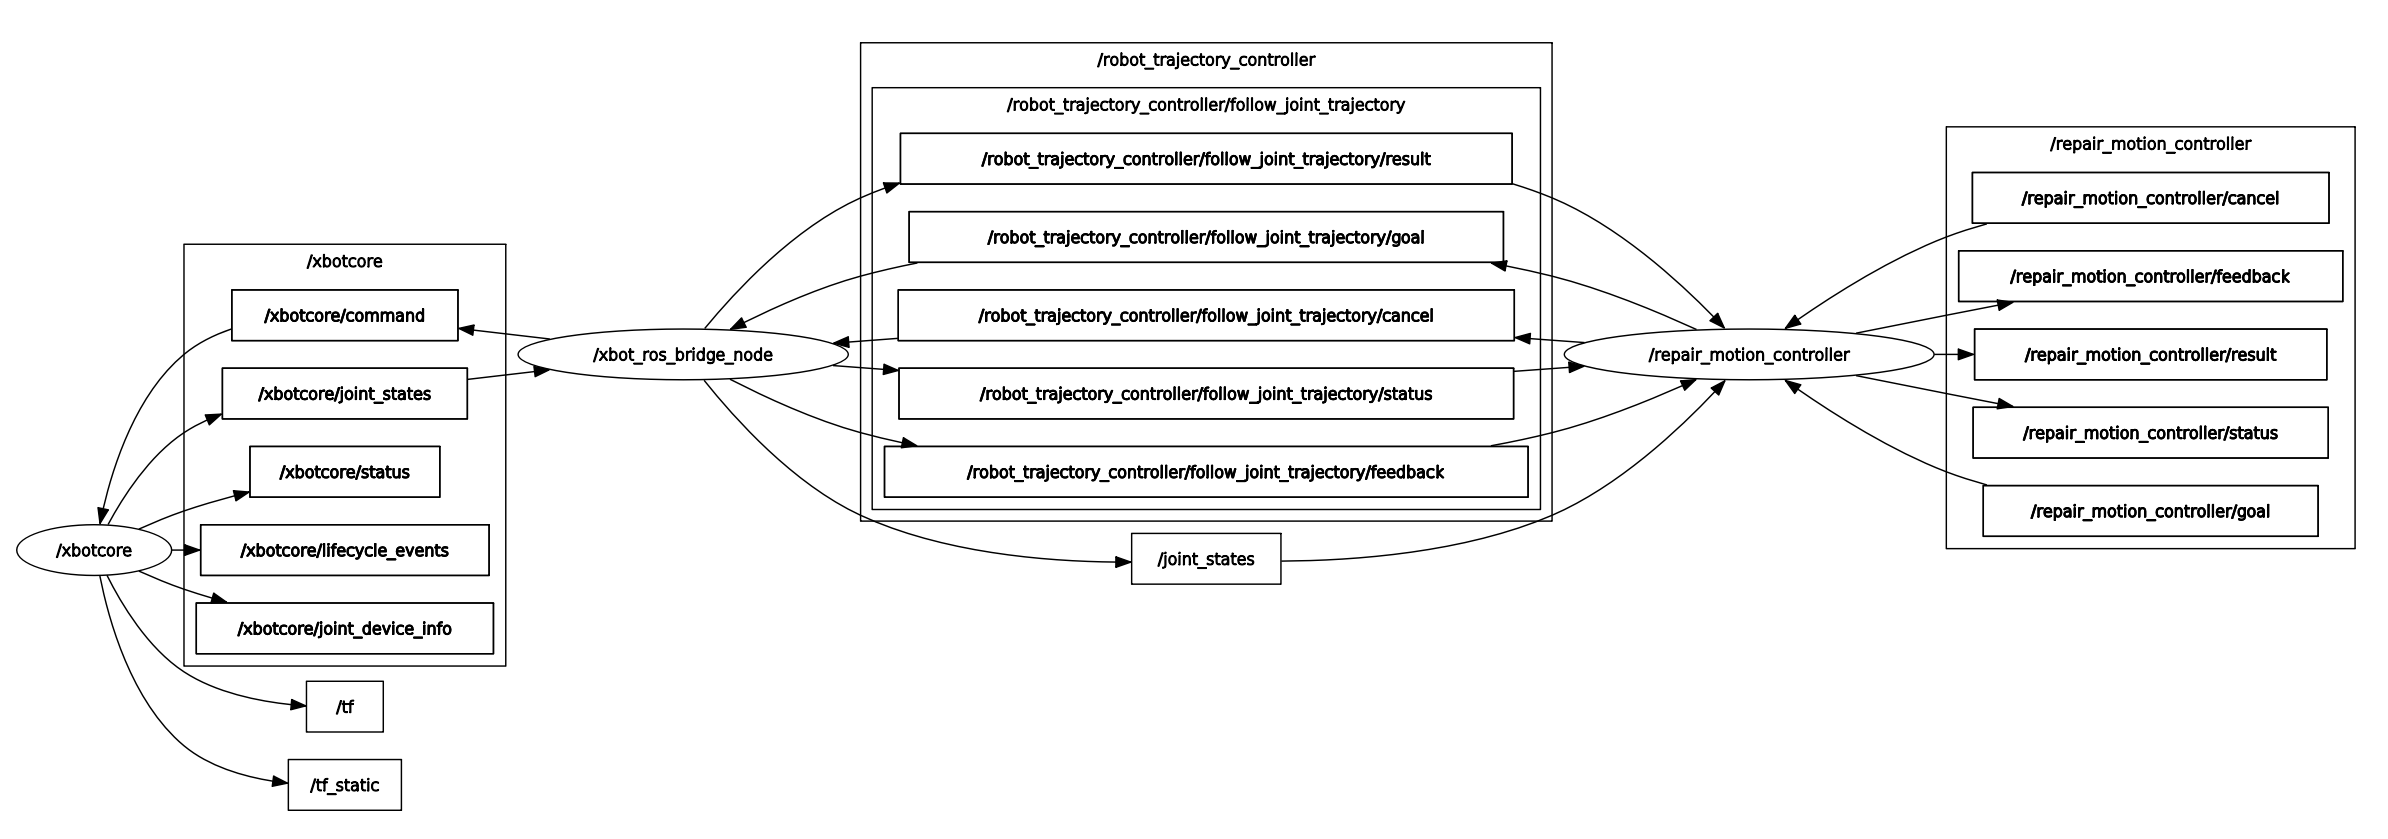 /xbotcore
/xbotcore
/xbotcore/command
/xbotcore/joint_states
/xbotcore/status
/xbotcore/lifecycle_events
/xbotcore/joint_device_info
/tf
/tf_static
/xbot_ros_bridge_node
/robot_trajectory_controller
/robot_trajectory_controller/follow_joint_trajectory
/robot_trajectory_controller/follow_joint_trajectory/result
/robot_trajectory_controller/follow_joint_trajectory/goal
/robot_trajectory_controller/follow_joint_trajectory/cancel
/robot_trajectory_controller/follow_joint_trajectory/status
/robot_trajectory_controller/follow_joint_trajectory/feedback
/joint_states
/repair_motion_controller
/repair_motion_controller
/repair_motion_controller/cancel
/repair_motion_controller/feedback
/repair_motion_controller/result
/repair_motion_controller/status
/repair_motion_controller/goal